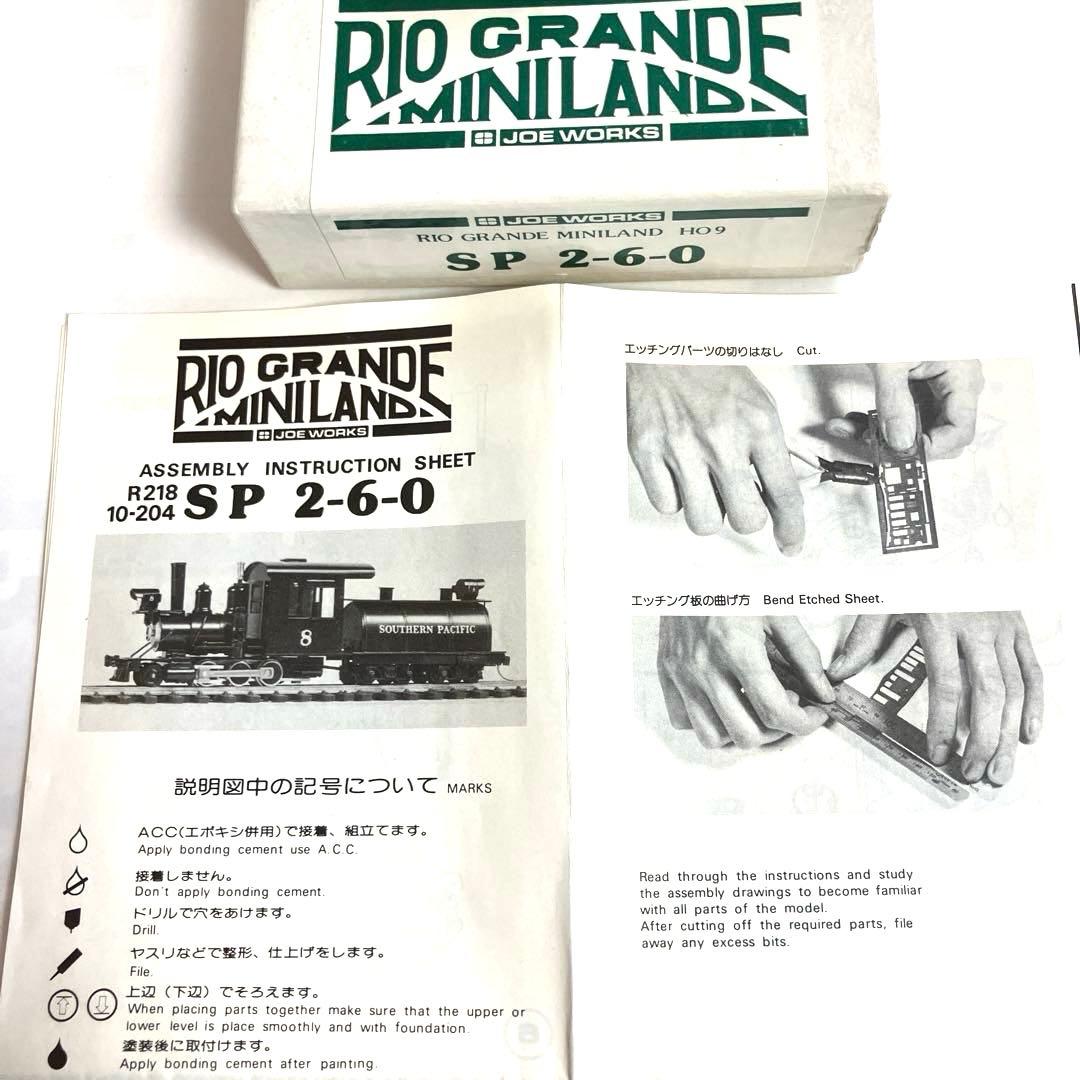 RIO GRANDE
MINILAND
JOE WORKS
JOE WORKS
RIO GRANDE MINILAND HO9
SP 2-6-0
RIO GRANDE
MINILAND
JOE WORKS
ASSEMBLY INSTRUCTION SHEET
R218
10-204 SP 2-6-0
8
SOUTHERN PACIFIC
説明図中の記号について MARKS
ACC(エポキシ併用)で接着、組立てます。
Apply bonding cement use A.C.C.
接着しません。
Don't apply bonding cement.
ドリルで穴をあけます。
Drill.
ヤスリなどで整形、仕上げをします。
File.
上辺(下辺)でそろえます。
When placing parts together make sure that the upper or
lower level is place smoothly and with foundation.
塗装後に取付けます。
Apply bonding cement after painting.
エッチングパーツの切りはなし Cut.
エッチング板の曲げ方 Bend Etched Sheet.
Read through the instructions and study
the assembly drawings to become familiar
with all parts of the model.
After cutting off the required parts, file
away any excess bits.